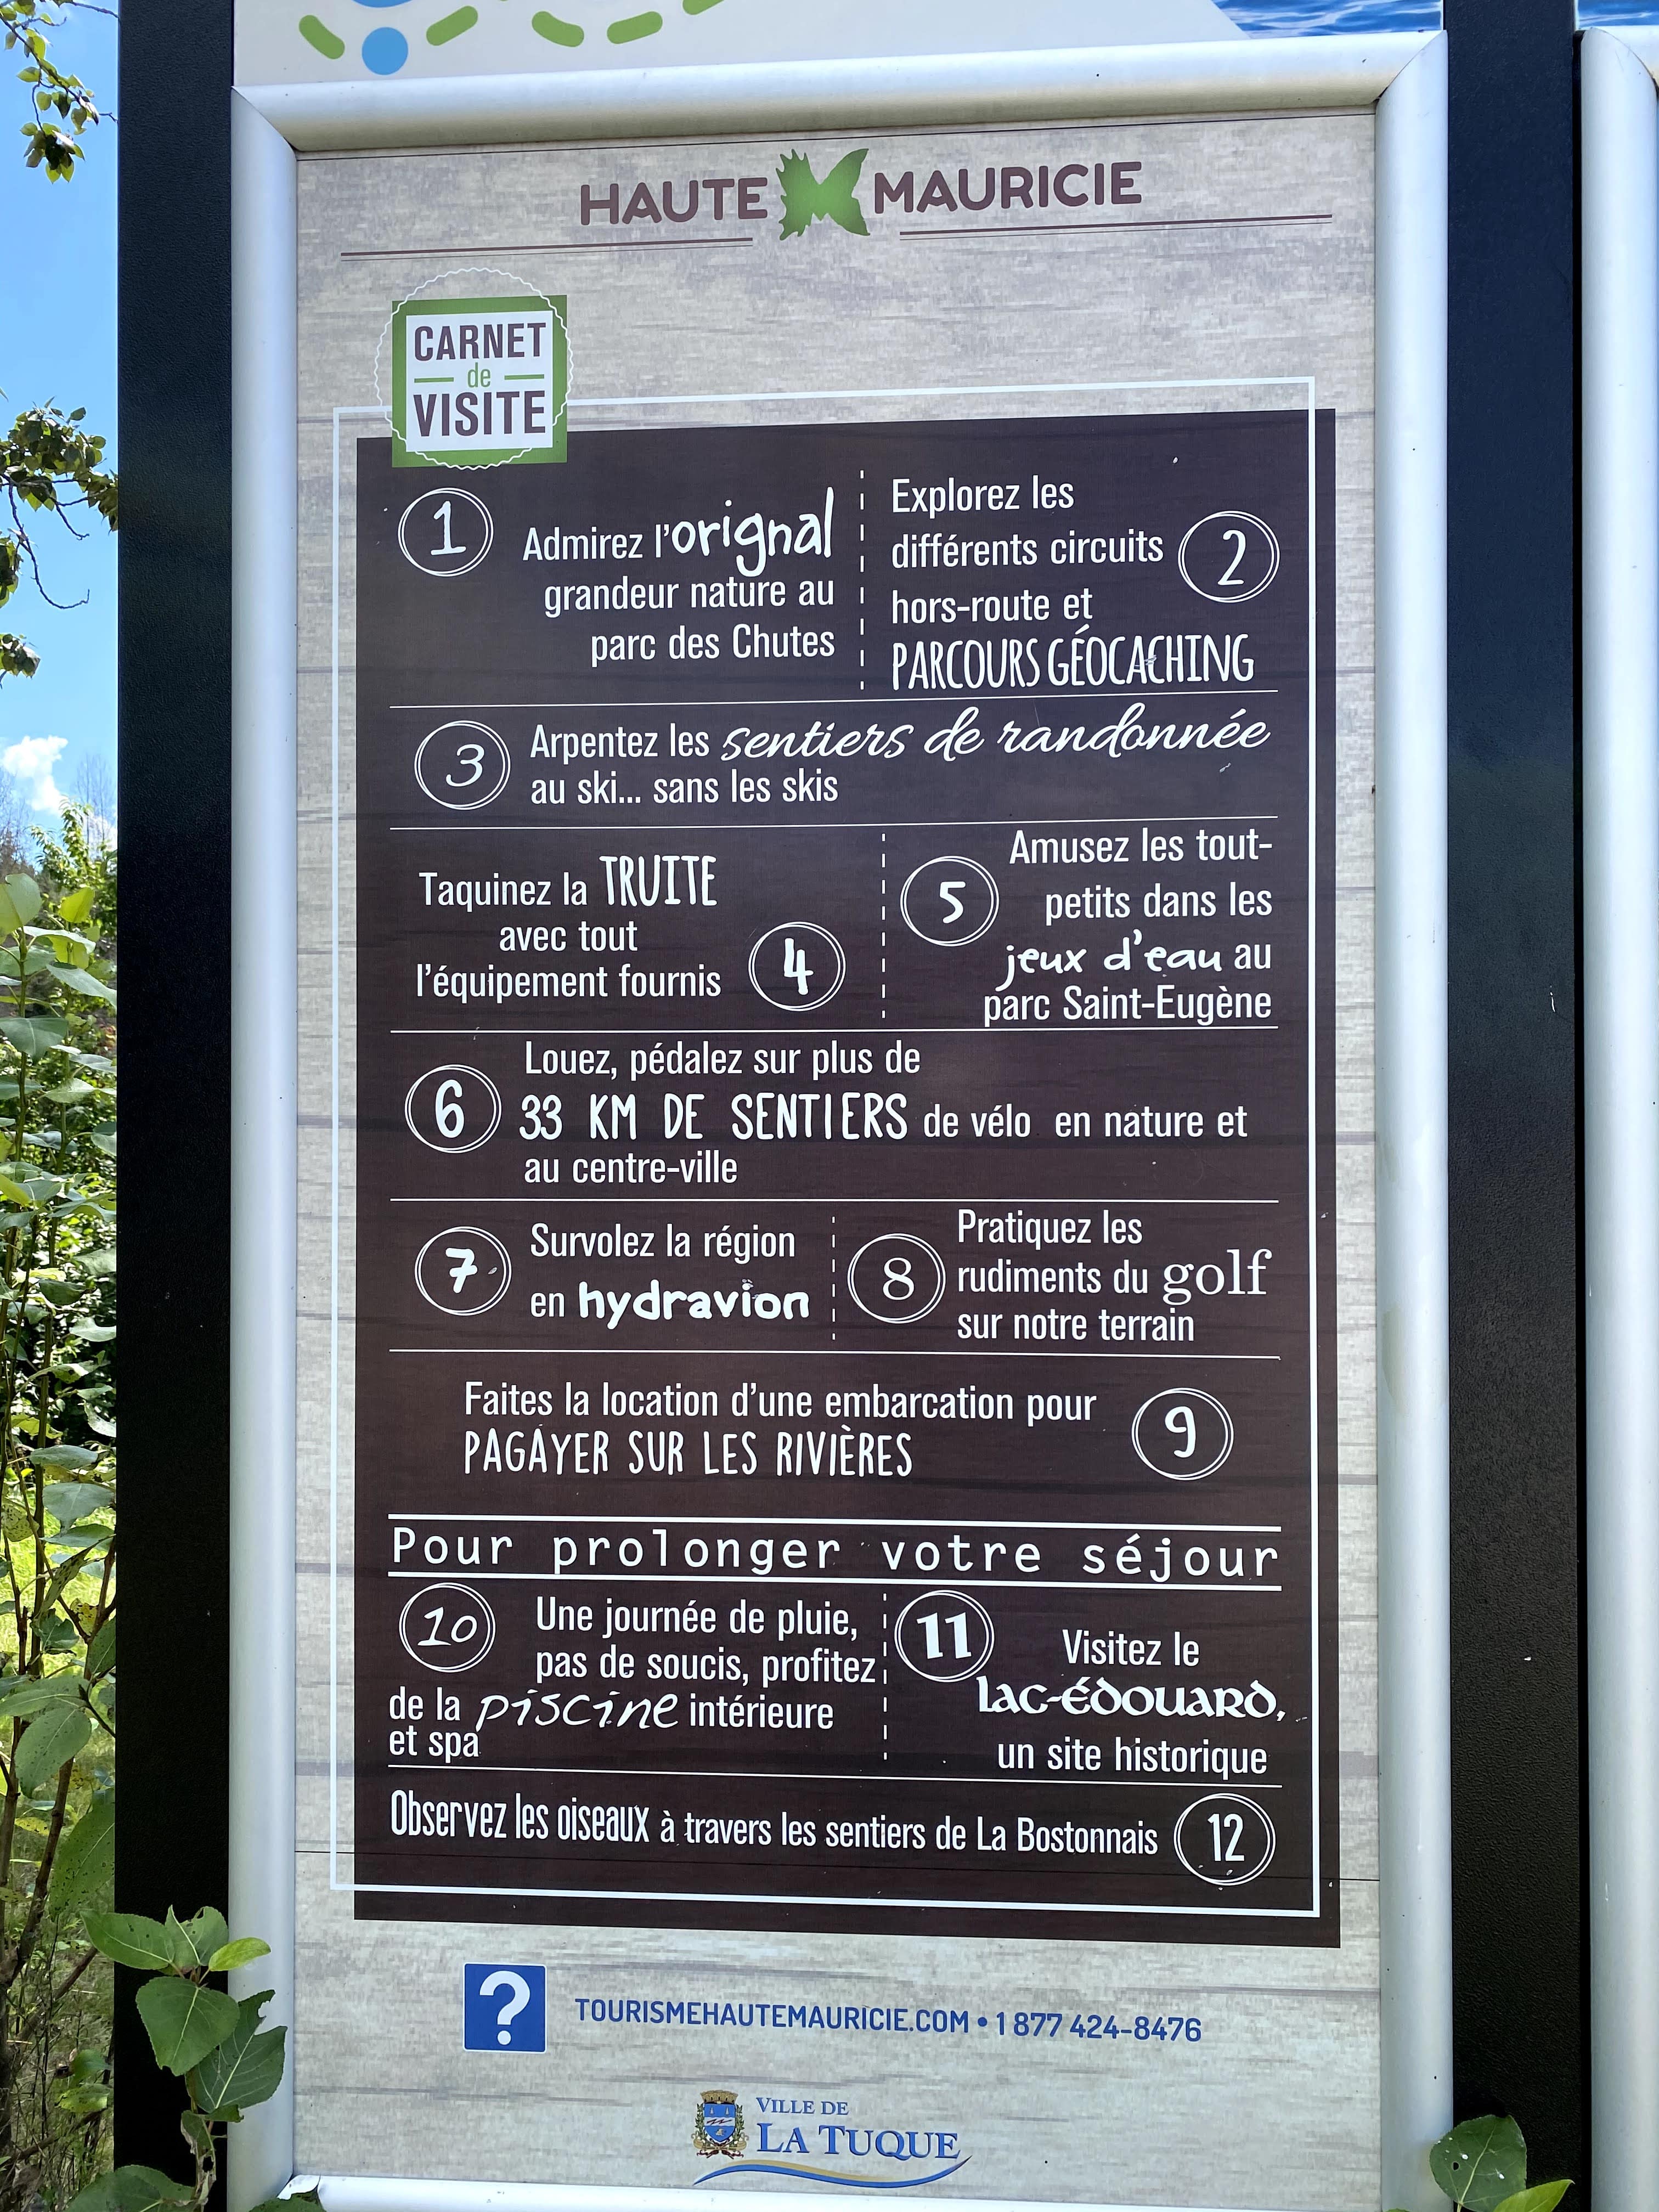 HAUTE MAURICIE
CARNET
de
VISITE
1
Admirez l'orignal
grandeur nature au
parc des Chutes
Explorez les
différents circuits
hors-route et
PARCOURS GÉOCACHING
2
3
Arpentez les sentiers de randonnée
au ski... sans les skis
Taquinez la TRUITE
avec tout
l'équipement fournis
4
5
Amusez les tout-
petits dans les
jeux d'eau au
parc Saint-Eugène
6
Louez, pédalez sur plus de
33 KM DE SENTIERS de vélo en nature et
au centre-ville
7
Survolez la région
en hydravion
8
Pratiquez les
rudiments du golf
sur notre terrain
Faites la location d'une embarcation pour
PAGAYER SUR LES RIVIÈRES
9
Pour prolonger votre séjour
10
Une journée de pluie,
pas de soucis, profitez
de la piscine intérieure
et spa
11
Visitez le
lac-Édouard,
un site historique
Observez les oiseaux à travers les sentiers de La Bostonnais
12
?
TOURISMEHAUTEMAURICIE.COM • 1 877 424-8476
VILLE DE
LA TUQUE